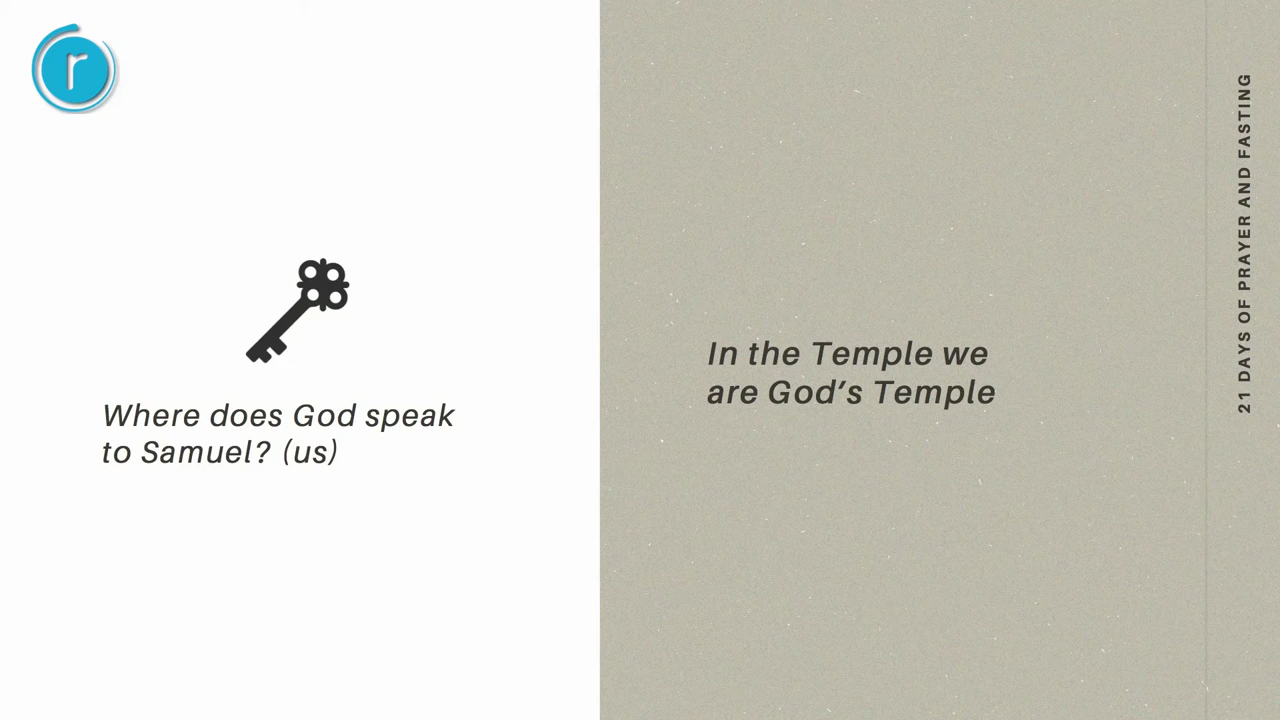 r
Where does God speak
to Samuel? (us)
In the Temple we
are God’s Temple
21 DAYS OF PRAYER AND FASTING